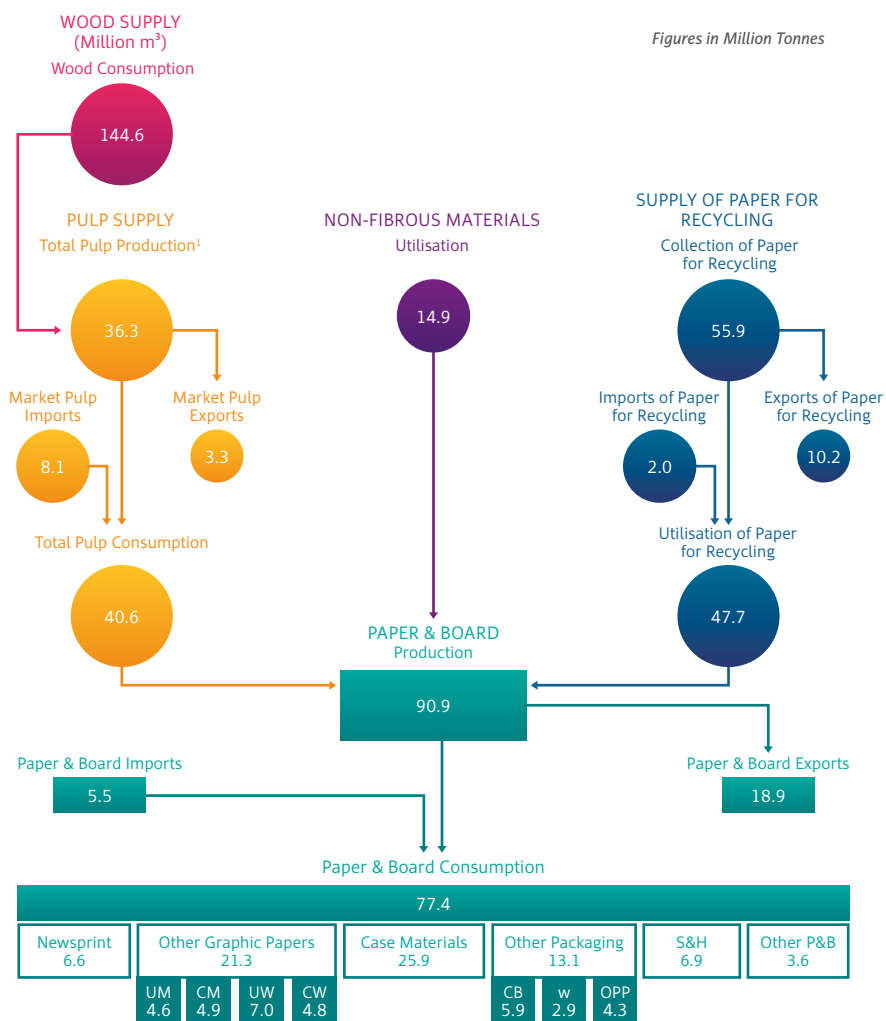 WOOD SUPPLY
(Million m³)
Wood Consumption
Figures in Million Tonnes
144.6
PULP SUPPLY
Total Pulp Production¹
NON-FIBROUS MATERIALS
Utilisation
SUPPLY OF PAPER FOR
RECYCLING
Collection of Paper
for Recycling
36.3
14.9
55.9
Market Pulp
Imports
Market Pulp
Exports
Imports of Paper
for Recycling
Exports of Paper
for Recycling
8.1
3.3
2.0
10.2
Total Pulp Consumption
Utilisation of Paper
for Recycling
40.6
47.7
PAPER & BOARD
Production
90.9
Paper & Board Imports
5.5
Paper & Board Exports
18.9
Paper & Board Consumption
77.4
Newsprint
6.6
Other Graphic Papers
21.3
Case Materials
25.9
Other Packaging
13.1
S&H
6.9
Other P&B
3.6
UM
4.6
CM
4.9
UW
7.0
CW
4.8
CB
5.9
w
2.9
OPP
4.3